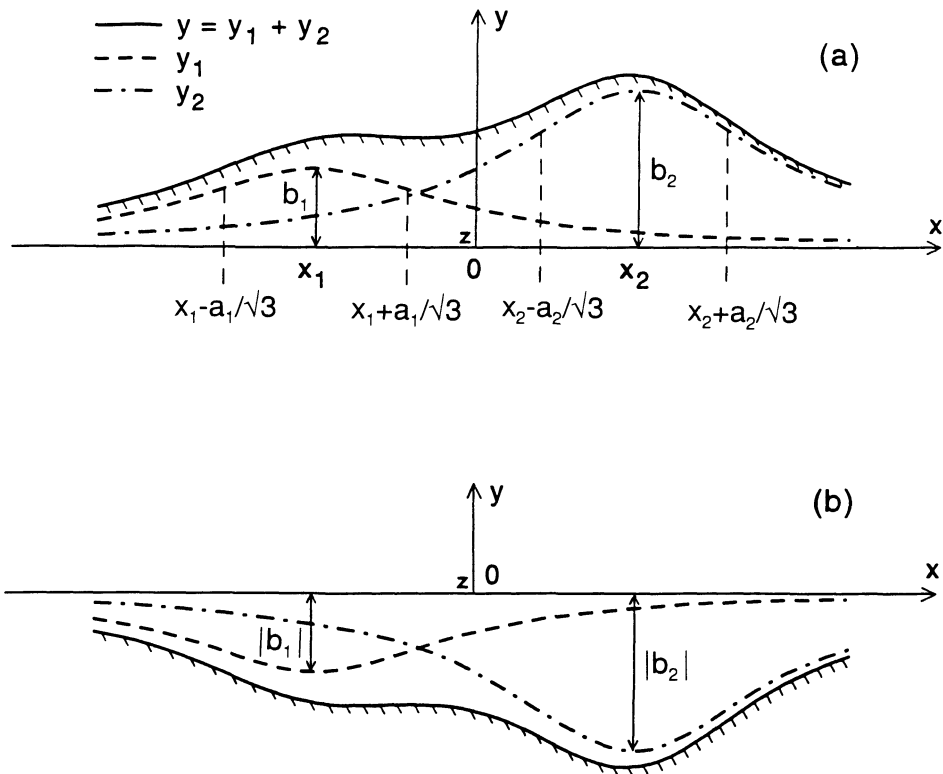 y = y₁ + y₂
y₁
y₂
y
(a)
b₁
b₂
x
z
x₁
0
x₂
x₁-a₁/√3
x₁+a₁/√3
x₂-a₂/√3
x₂+a₂/√3
y
(b)
x
z
0
|b₁|
|b₂|